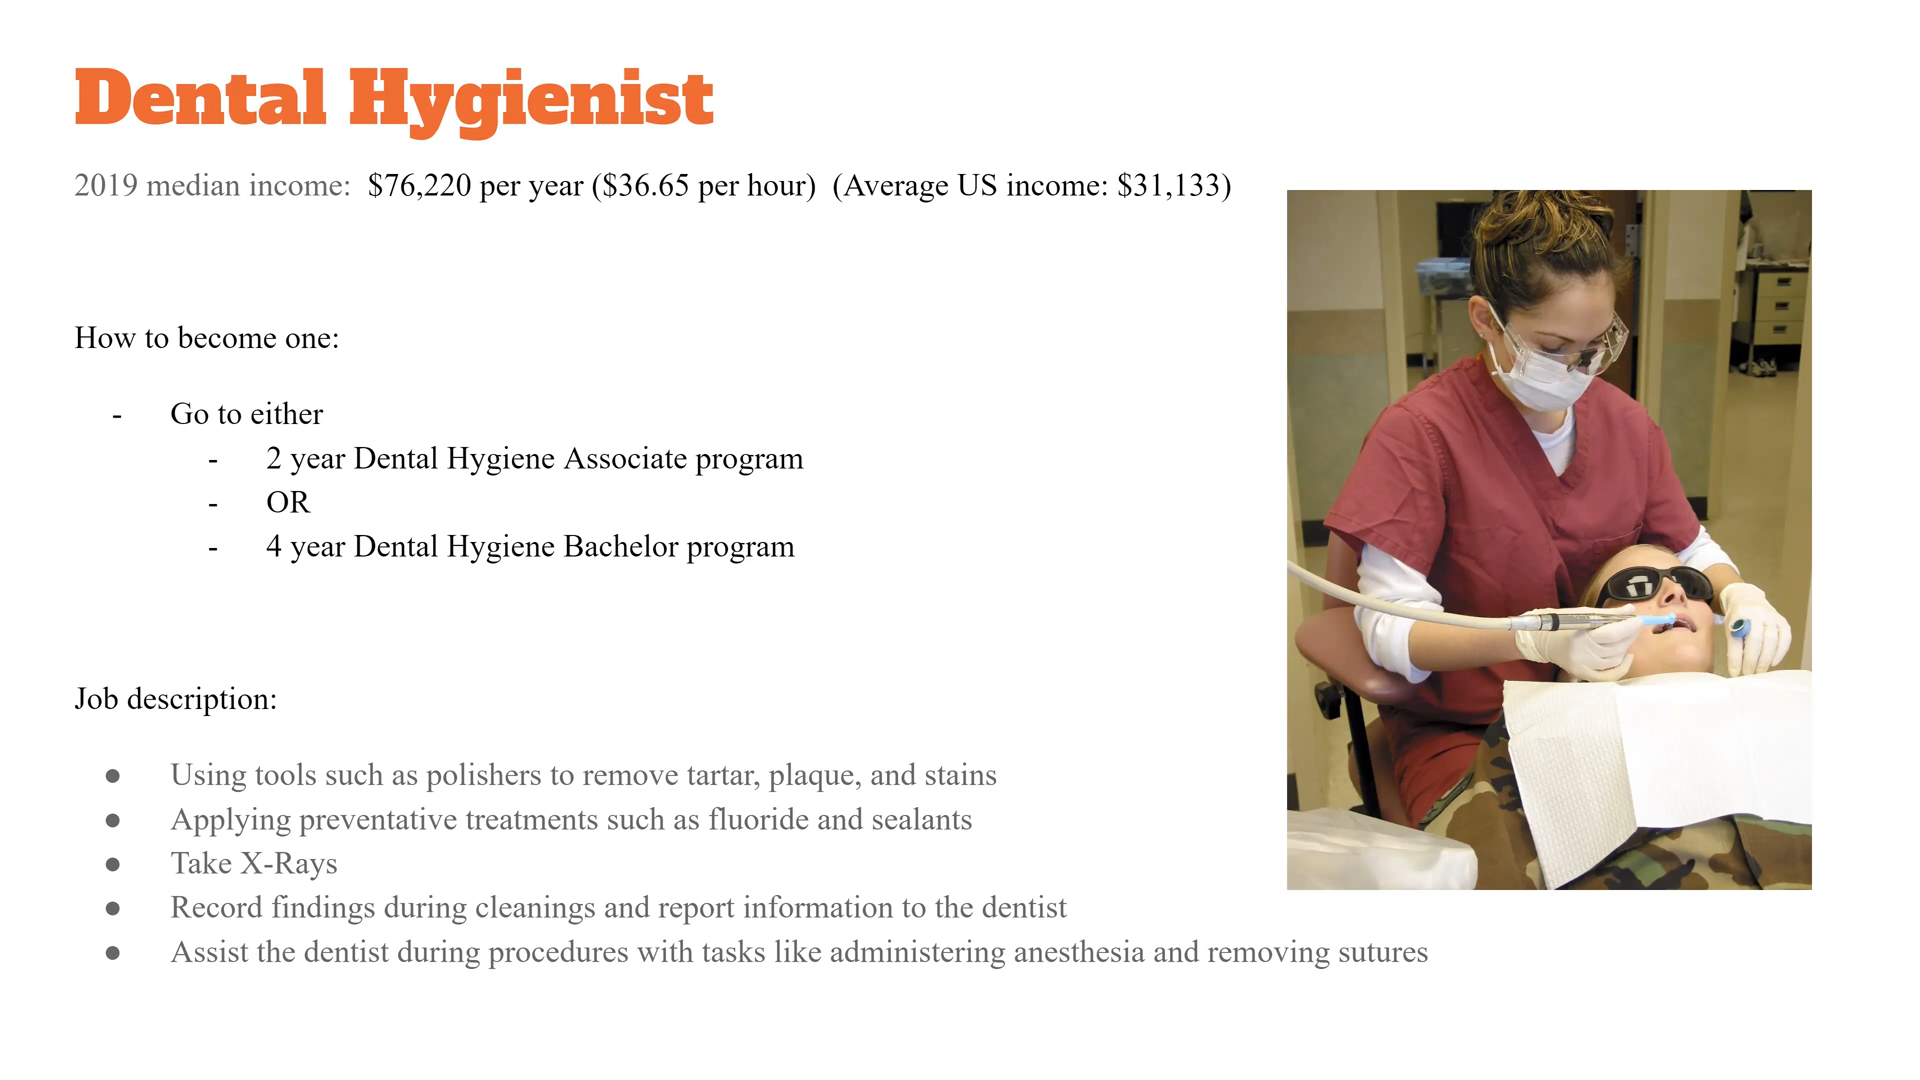 Dental Hygienist
2019 median income:  $76,220 per year ($36.65 per hour)  (Average US income: $31,133)
How to become one:
- Go to either
- 2 year Dental Hygiene Associate program
- OR
- 4 year Dental Hygiene Bachelor program
Job description:
● Using tools such as polishers to remove tartar, plaque, and stains
● Applying preventative treatments such as fluoride and sealants
● Take X-Rays
● Record findings during cleanings and report information to the dentist
● Assist the dentist during procedures with tasks like administering anesthesia and removing sutures